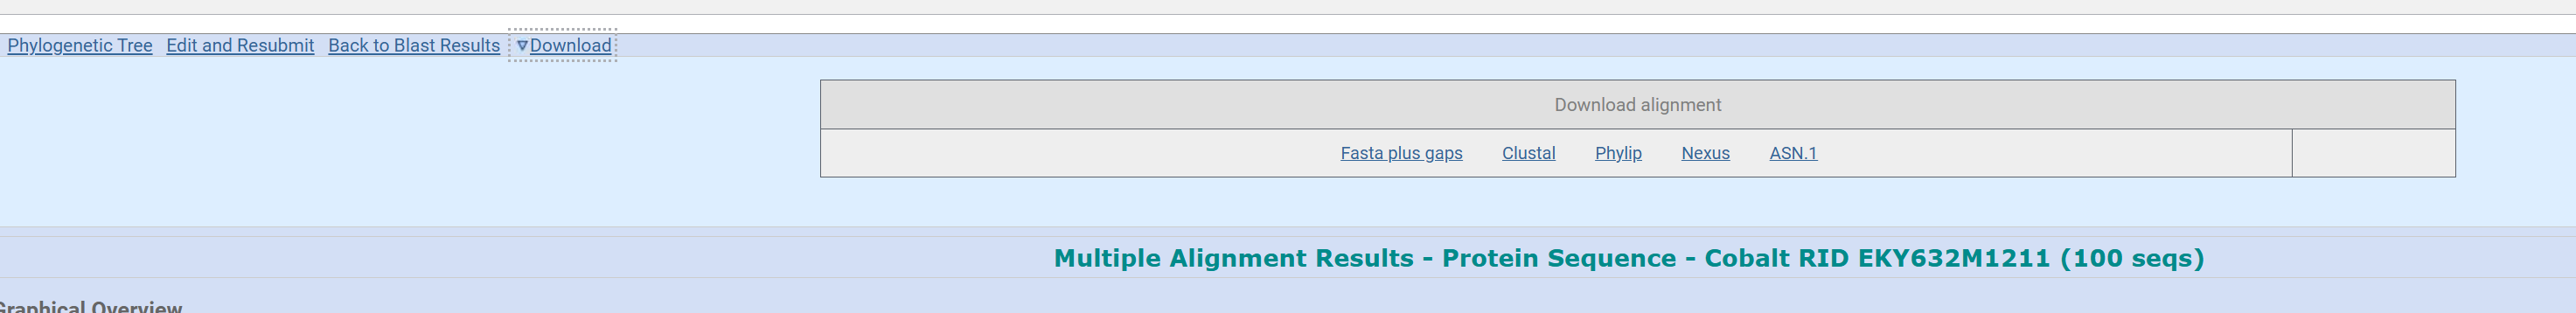 Phylogenetic Tree Edit and Resubmit Back to Blast Results Download
Download alignment
Fasta plus gaps Clustal Phylip Nexus ASN.1
Multiple Alignment Results - Protein Sequence - Cobalt RID EKY632M1211 (100 seqs)
Graphical Overview